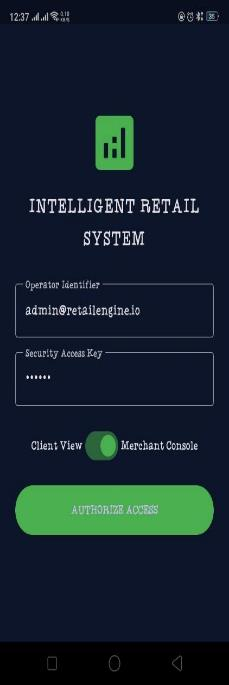 12:37
INTELLIGENT RETAIL
SYSTEM
Operator Identifier
admin@retailengine.io
Security Access Key
••••••
Client View Merchant Console
AUTHORIZE ACCESS